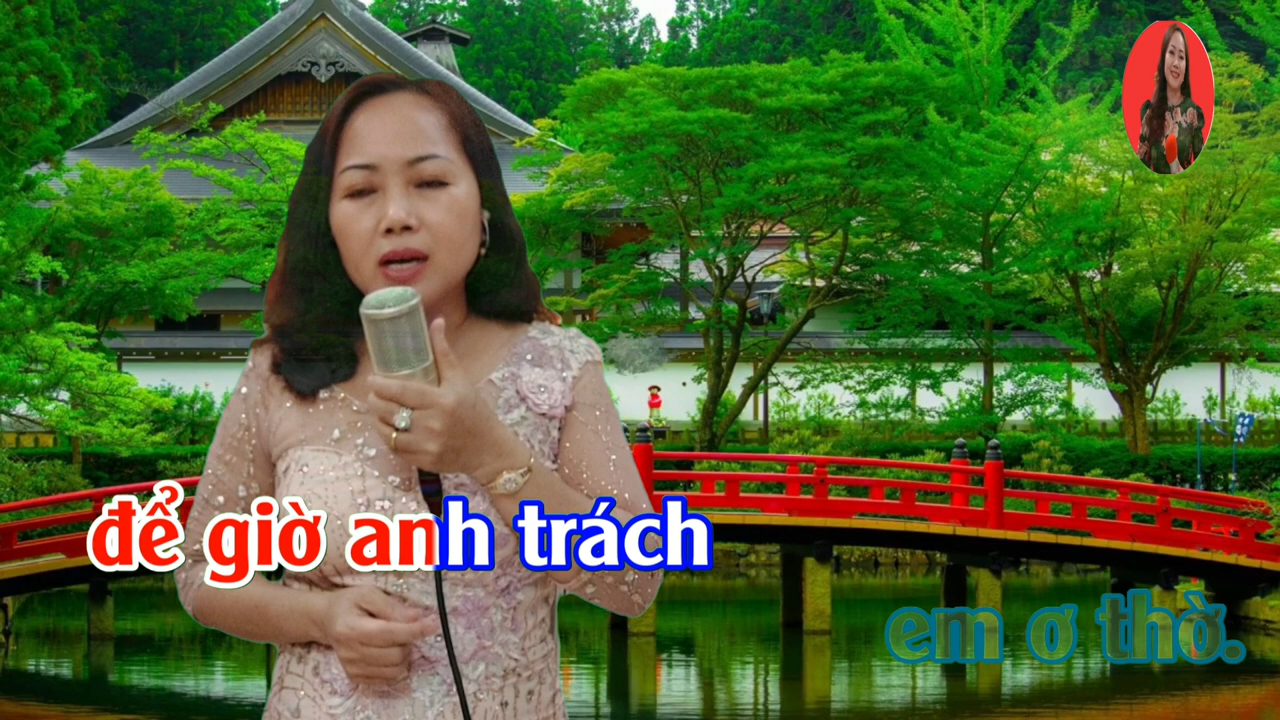 để giờ anh trách
em ơ thờ.